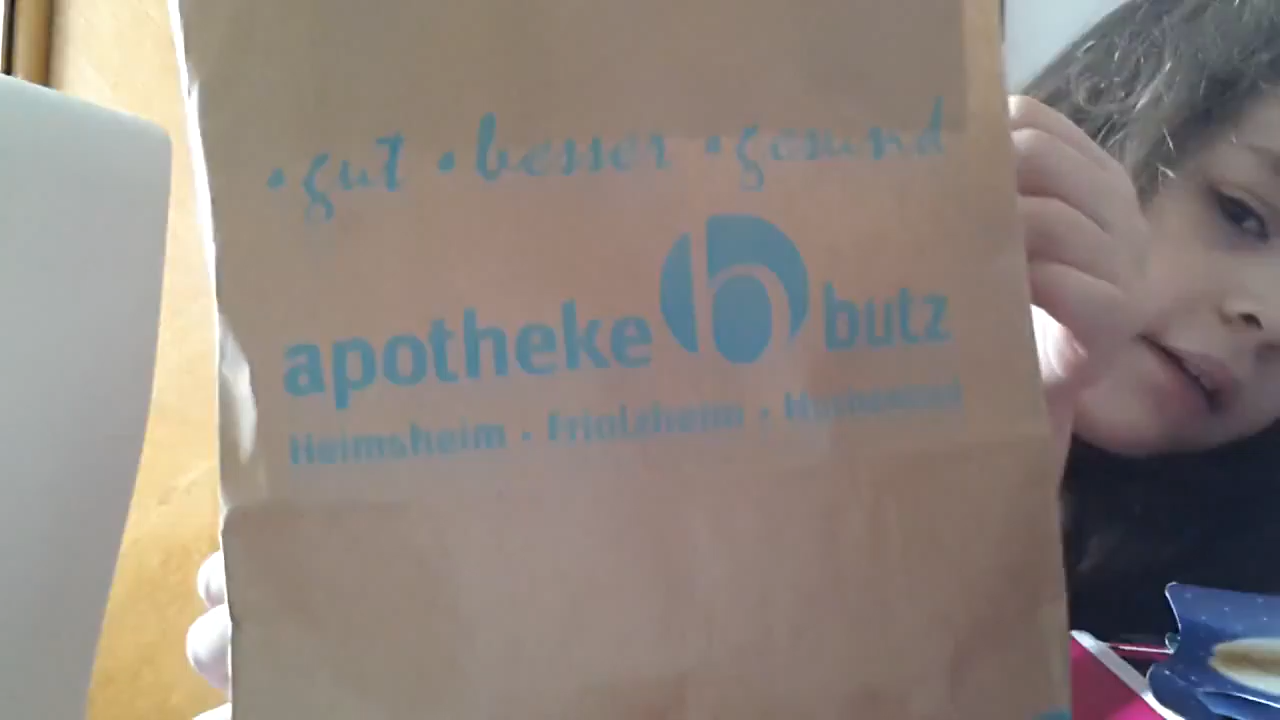 · gut · besser · gesund
apotheke b butz
Heimsheim · Friolzheim ·